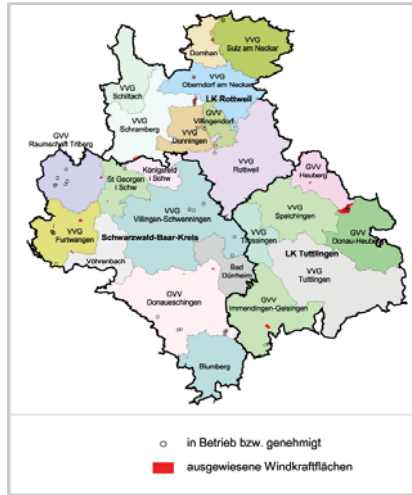 Dornhan
VVG
Sulz am Neckar
VVG
Oberndorf am Neckar
VVG
Schiltach
LK Rottweil
VVG
Schramberg
GVV
Villingendorf
VVG
Dunningen
GVV
Raumschaft Triberg
Königsfeld
i Schw
VVG
Rottweil
GVV
Heuberg
St Georgen
i Schw
VVG
Villingen-Schwenningen
VVG
Spaichingen
VVG
Trossingen
GVV
Donau-Heuberg
VVG
Furtwangen
Schwarzwald-Baar-Kreis
LK Tuttlingen
Vöhrenbach
Bad
Dürrheim
VVG
Tuttlingen
GVV
Donaueschingen
GVV
Immendingen-Geisingen
Blumberg
in Betrieb bzw. genehmigt
ausgewiesene Windkraftflächen